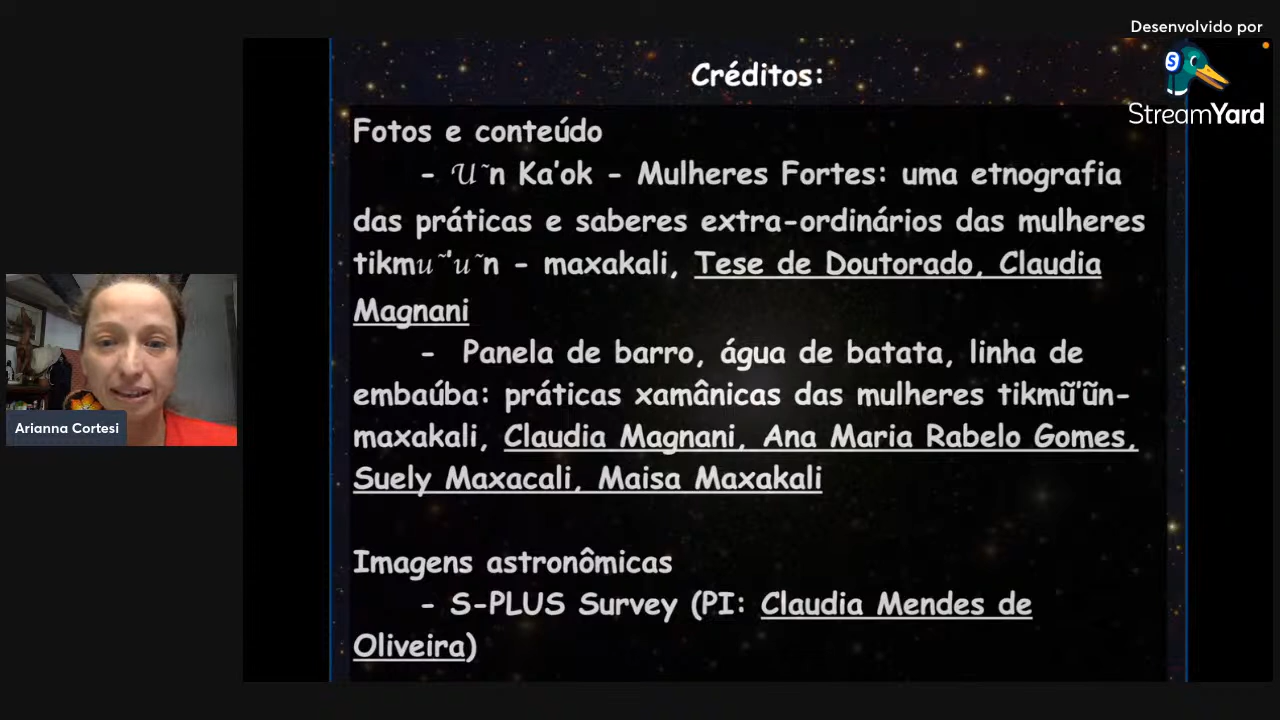 Desenvolvido por
StreamYard
Créditos:
Fotos e conteúdo
- U˜n Ka'ok - Mulheres Fortes: uma etnografia
das práticas e saberes extra-ordinários das mulheres
tikmu˜'u˜n - maxakali, Tese de Doutorado, Claudia
Magnani
- Panela de barro, água de batata, linha de
embaúba: práticas xamânicas das mulheres tikmũ'ũn-
maxakali, Claudia Magnani, Ana Maria Rabelo Gomes,
Suely Maxacali, Maisa Maxakali
Imagens astronômicas
- S-PLUS Survey (PI: Claudia Mendes de
Oliveira)
Arianna Cortesi